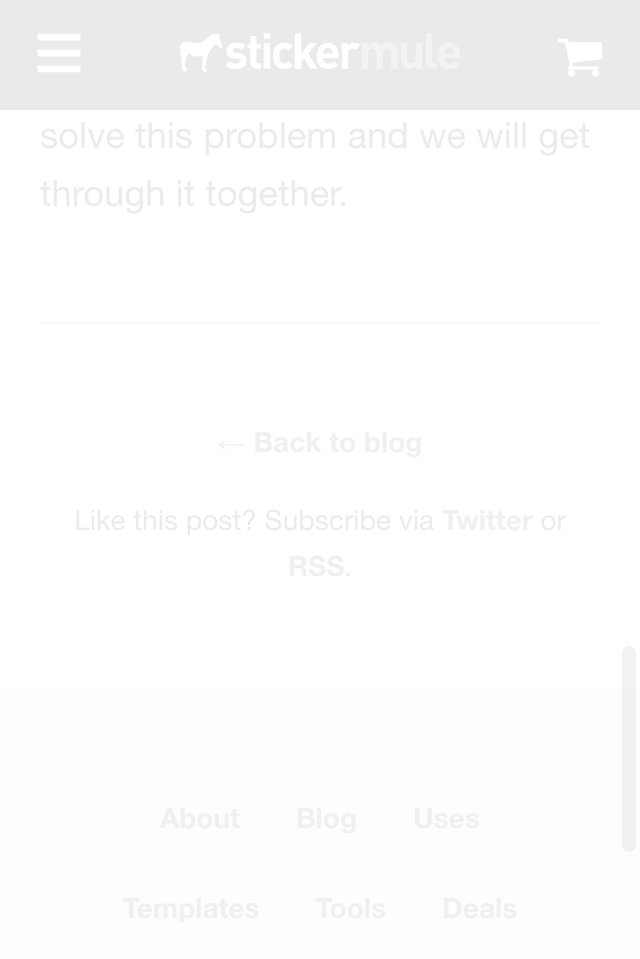 stickermule
solve this problem and we will get
through it together.
← Back to blog
Like this post? Subscribe via Twitter or
RSS.
About Blog Uses
Templates Tools Deals